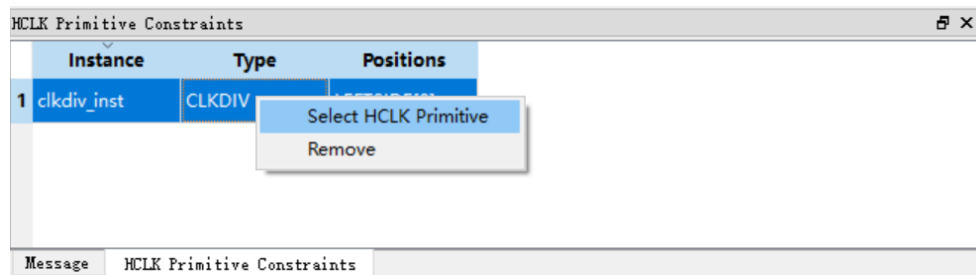 HCLK Primitive Constraints
Instance Type Positions
1 clkdiv_inst CLKDIV
Select HCLK Primitive
Remove
Message HCLK Primitive Constraints